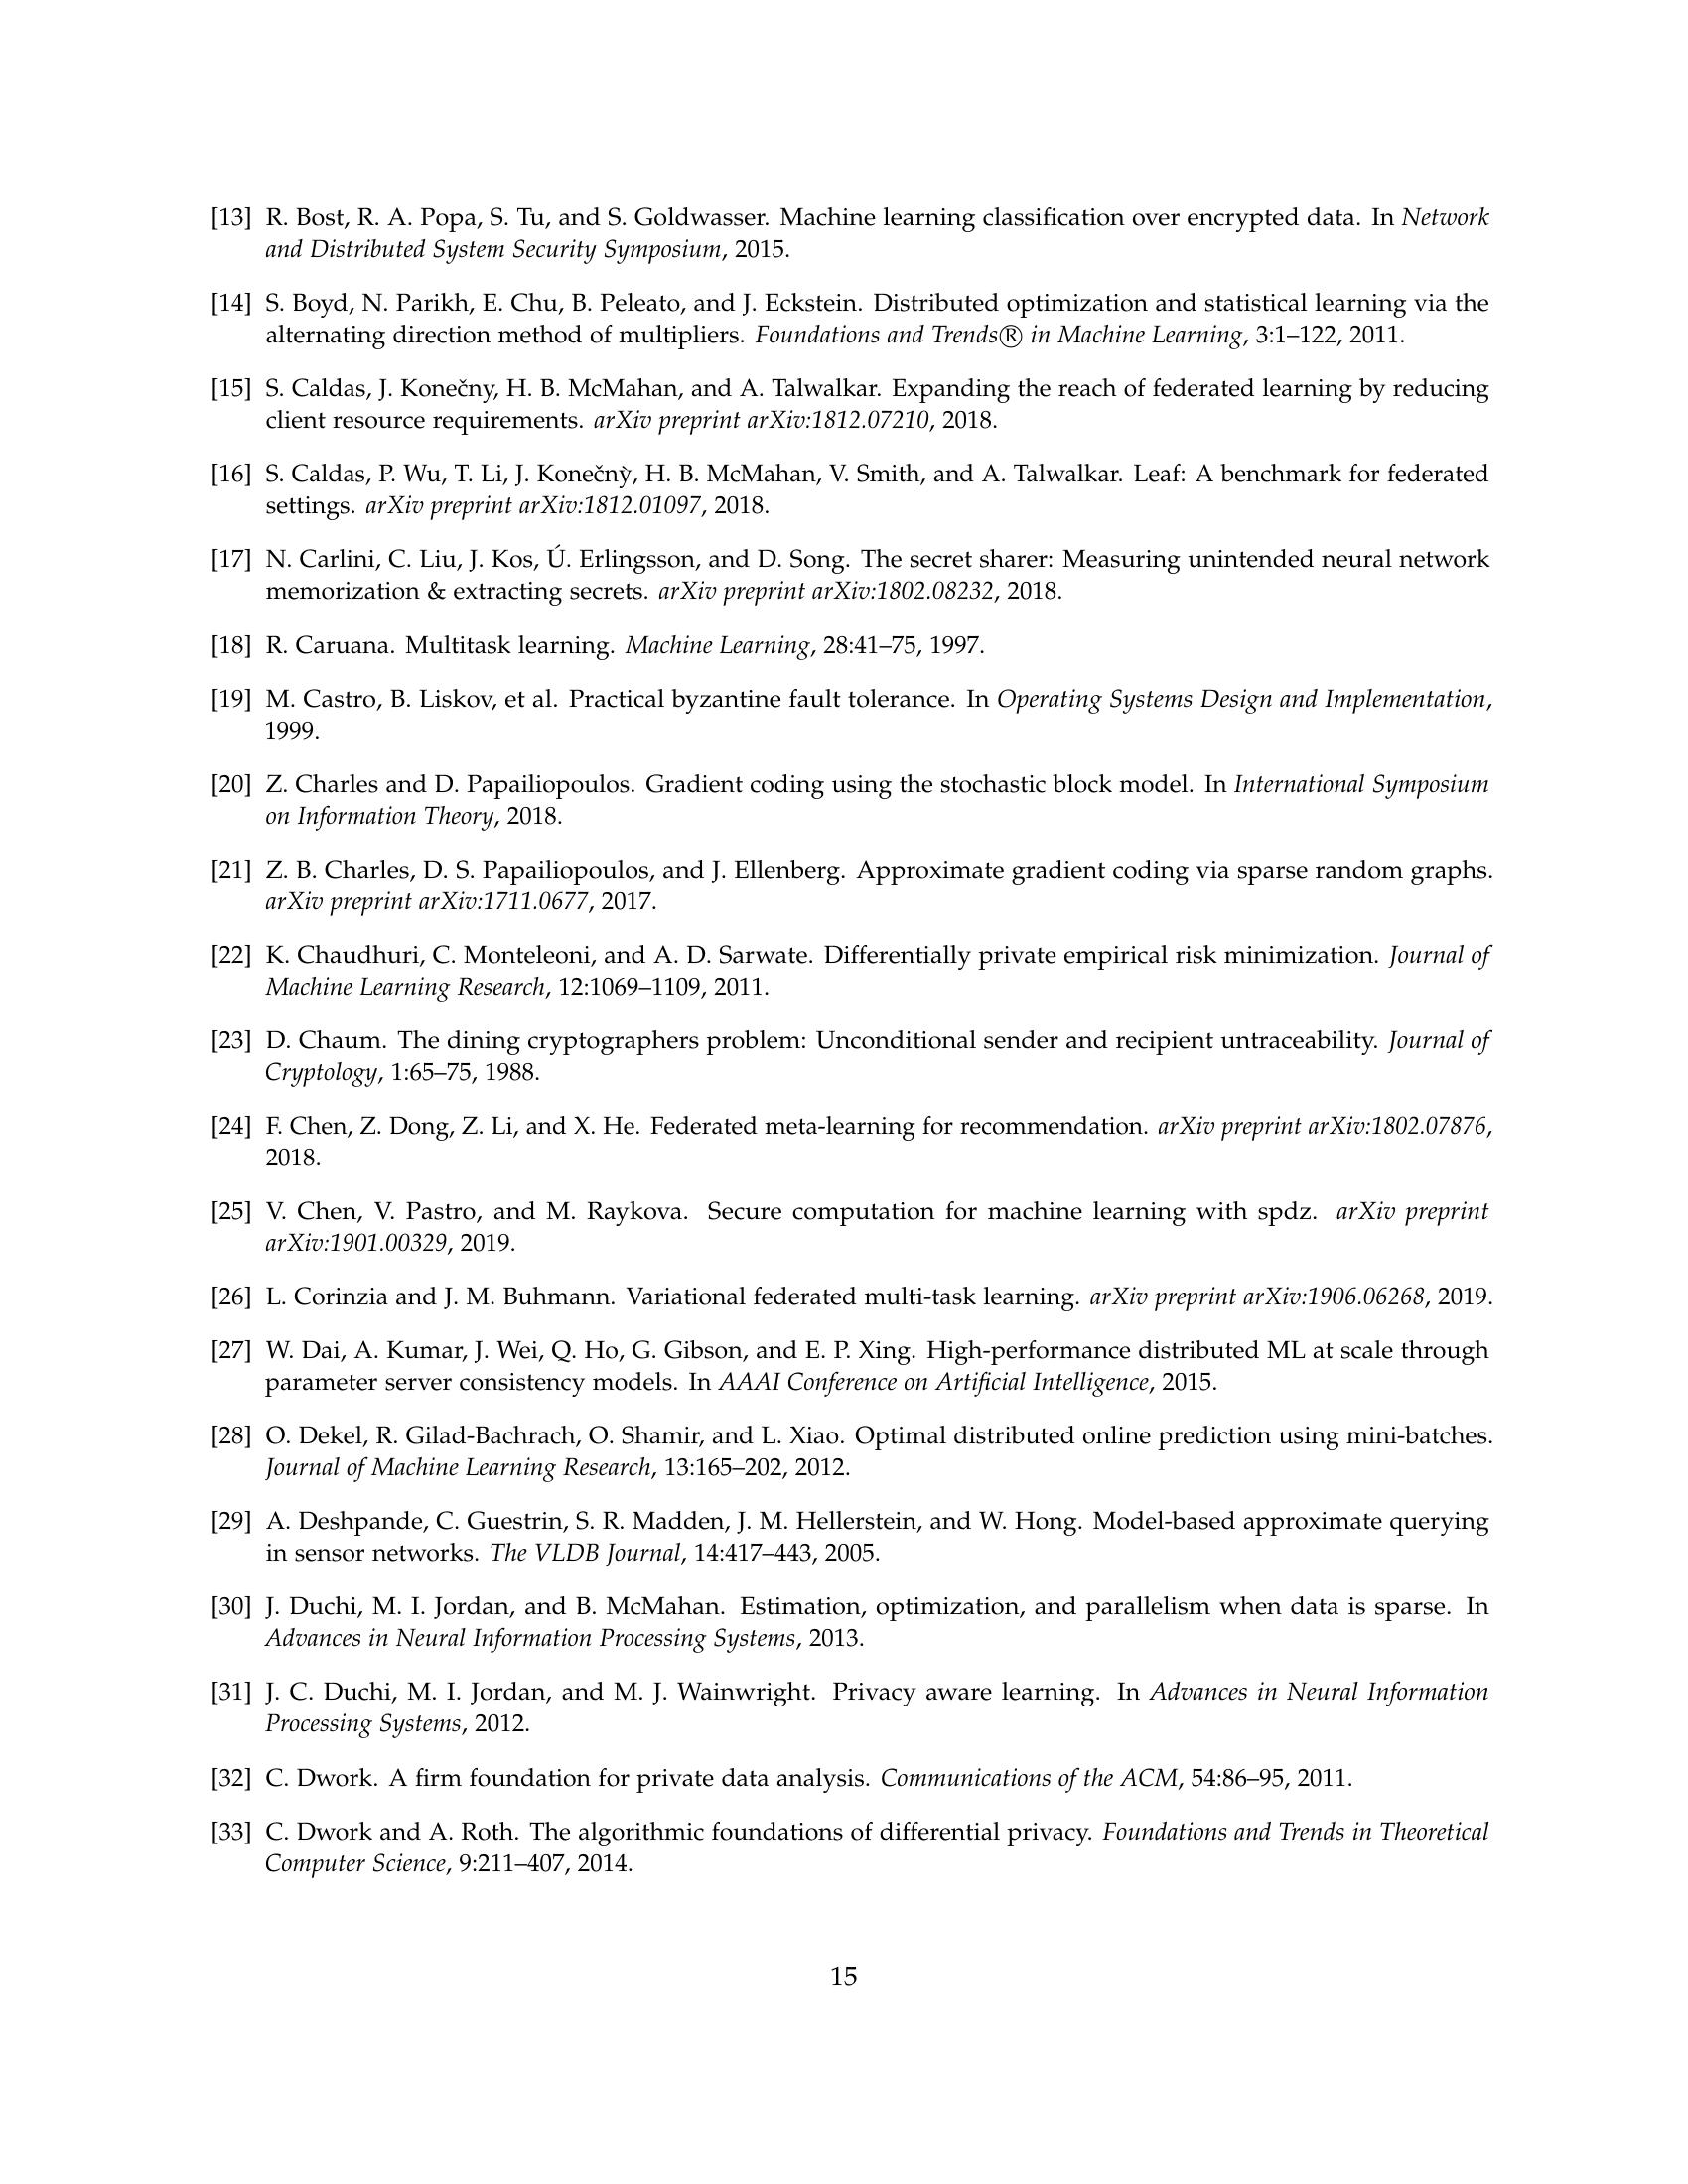 [13] R. Bost, R. A. Popa, S. Tu, and S. Goldwasser. Machine learning classification over encrypted data. In Network
and Distributed System Security Symposium, 2015.
[14] S. Boyd, N. Parikh, E. Chu, B. Peleato, and J. Eckstein. Distributed optimization and statistical learning via the
alternating direction method of multipliers. Foundations and Trends® in Machine Learning, 3:1–122, 2011.
[15] S. Caldas, J. Konečny, H. B. McMahan, and A. Talwalkar. Expanding the reach of federated learning by reducing
client resource requirements. arXiv preprint arXiv:1812.07210, 2018.
[16] S. Caldas, P. Wu, T. Li, J. Konečnỳ, H. B. McMahan, V. Smith, and A. Talwalkar. Leaf: A benchmark for federated
settings. arXiv preprint arXiv:1812.01097, 2018.
[17] N. Carlini, C. Liu, J. Kos, Ú. Erlingsson, and D. Song. The secret sharer: Measuring unintended neural network
memorization & extracting secrets. arXiv preprint arXiv:1802.08232, 2018.
[18] R. Caruana. Multitask learning. Machine Learning, 28:41–75, 1997.
[19] M. Castro, B. Liskov, et al. Practical byzantine fault tolerance. In Operating Systems Design and Implementation,
1999.
[20] Z. Charles and D. Papailiopoulos. Gradient coding using the stochastic block model. In International Symposium
on Information Theory, 2018.
[21] Z. B. Charles, D. S. Papailiopoulos, and J. Ellenberg. Approximate gradient coding via sparse random graphs.
arXiv preprint arXiv:1711.0677, 2017.
[22] K. Chaudhuri, C. Monteleoni, and A. D. Sarwate. Differentially private empirical risk minimization. Journal of
Machine Learning Research, 12:1069–1109, 2011.
[23] D. Chaum. The dining cryptographers problem: Unconditional sender and recipient untraceability. Journal of
Cryptology, 1:65–75, 1988.
[24] F. Chen, Z. Dong, Z. Li, and X. He. Federated meta-learning for recommendation. arXiv preprint arXiv:1802.07876,
2018.
[25] V. Chen, V. Pastro, and M. Raykova. Secure computation for machine learning with spdz. arXiv preprint
arXiv:1901.00329, 2019.
[26] L. Corinzia and J. M. Buhmann. Variational federated multi-task learning. arXiv preprint arXiv:1906.06268, 2019.
[27] W. Dai, A. Kumar, J. Wei, Q. Ho, G. Gibson, and E. P. Xing. High-performance distributed ML at scale through
parameter server consistency models. In AAAI Conference on Artificial Intelligence, 2015.
[28] O. Dekel, R. Gilad-Bachrach, O. Shamir, and L. Xiao. Optimal distributed online prediction using mini-batches.
Journal of Machine Learning Research, 13:165–202, 2012.
[29] A. Deshpande, C. Guestrin, S. R. Madden, J. M. Hellerstein, and W. Hong. Model-based approximate querying
in sensor networks. The VLDB Journal, 14:417–443, 2005.
[30] J. Duchi, M. I. Jordan, and B. McMahan. Estimation, optimization, and parallelism when data is sparse. In
Advances in Neural Information Processing Systems, 2013.
[31] J. C. Duchi, M. I. Jordan, and M. J. Wainwright. Privacy aware learning. In Advances in Neural Information
Processing Systems, 2012.
[32] C. Dwork. A firm foundation for private data analysis. Communications of the ACM, 54:86–95, 2011.
[33] C. Dwork and A. Roth. The algorithmic foundations of differential privacy. Foundations and Trends in Theoretical
Computer Science, 9:211–407, 2014.
15